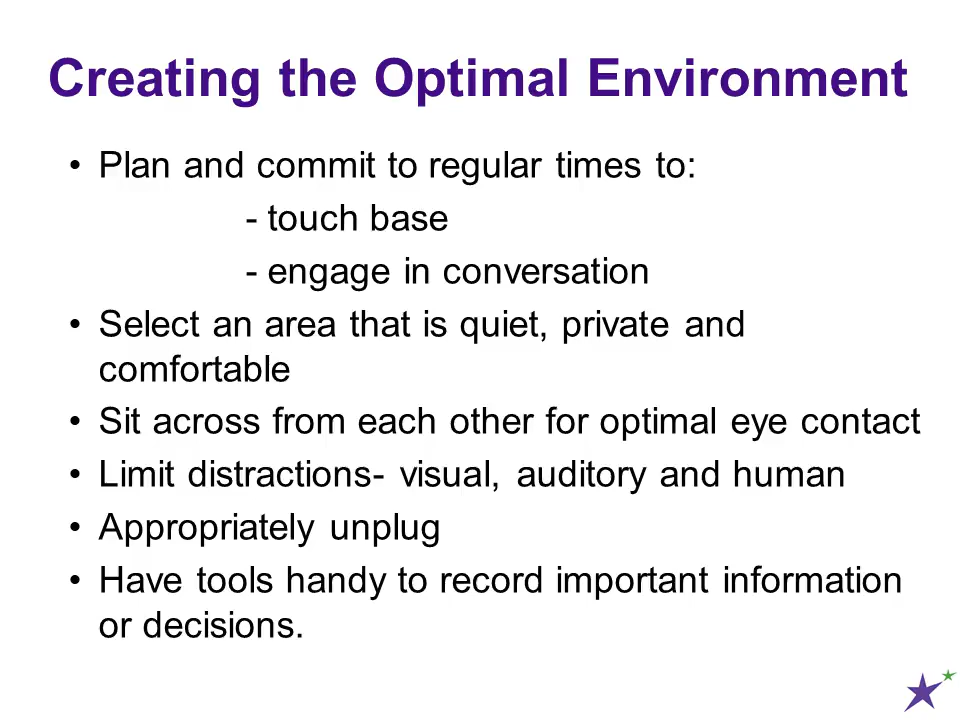 Creating the Optimal Environment
• Plan and commit to regular times to:
- touch base
- engage in conversation
• Select an area that is quiet, private and
comfortable
• Sit across from each other for optimal eye contact
• Limit distractions- visual, auditory and human
• Appropriately unplug
• Have tools handy to record important information
or decisions.